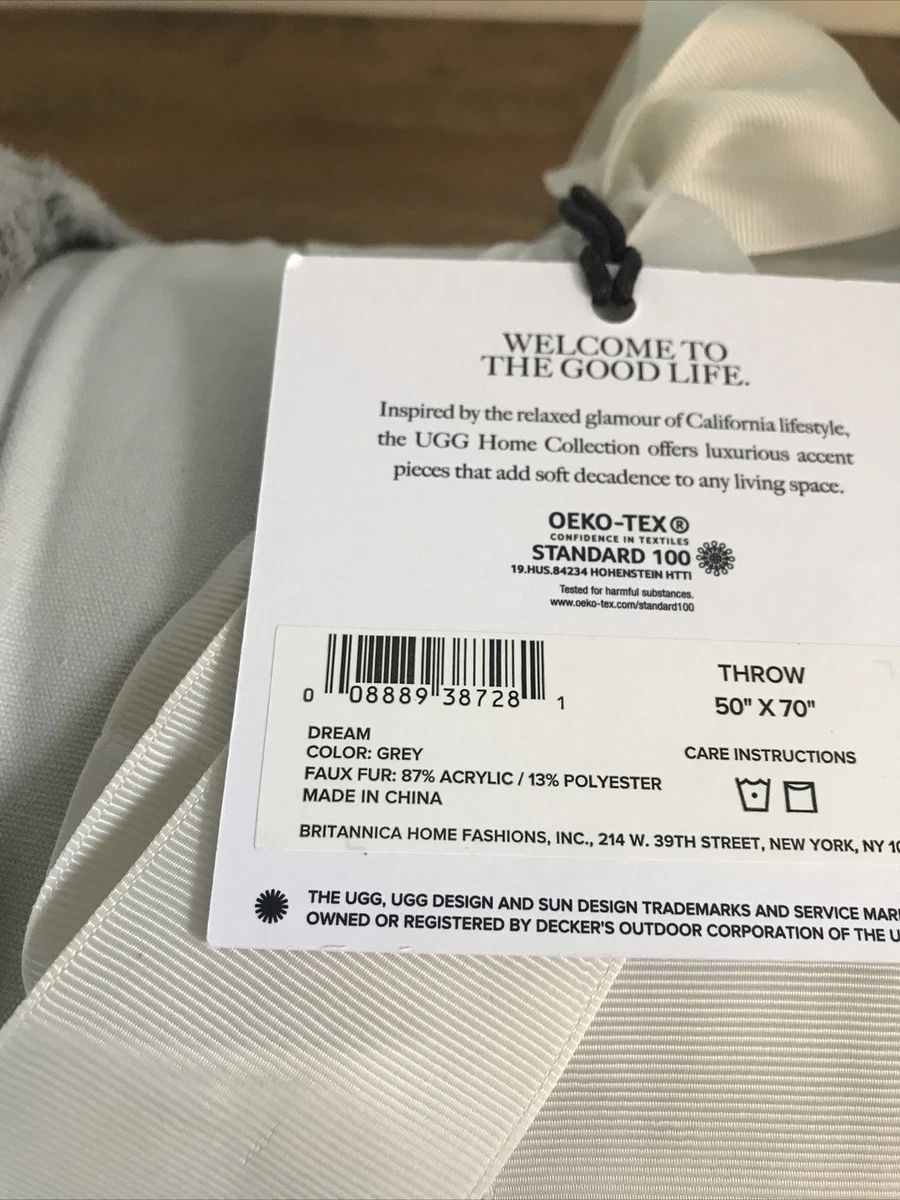 WELCOME TO
THE GOOD LIFE.
Inspired by the relaxed glamour of California lifestyle,
the UGG Home Collection offers luxurious accent
pieces that add soft decadence to any living space.
OEKO-TEX®
CONFIDENCE IN TEXTILES
STANDARD 100
19.HUS.84234 HOHENSTEIN HTTI
Tested for harmful substances.
www.oeko-tex.com/standard100
0 08889 38728 1
THROW
50" X 70"
DREAM
COLOR: GREY
FAUX FUR: 87% ACRYLIC / 13% POLYESTER
MADE IN CHINA
CARE INSTRUCTIONS
BRITANNICA HOME FASHIONS, INC., 214 W. 39TH STREET, NEW YORK, NY 10
THE UGG, UGG DESIGN AND SUN DESIGN TRADEMARKS AND SERVICE MAR
OWNED OR REGISTERED BY DECKER'S OUTDOOR CORPORATION OF THE U